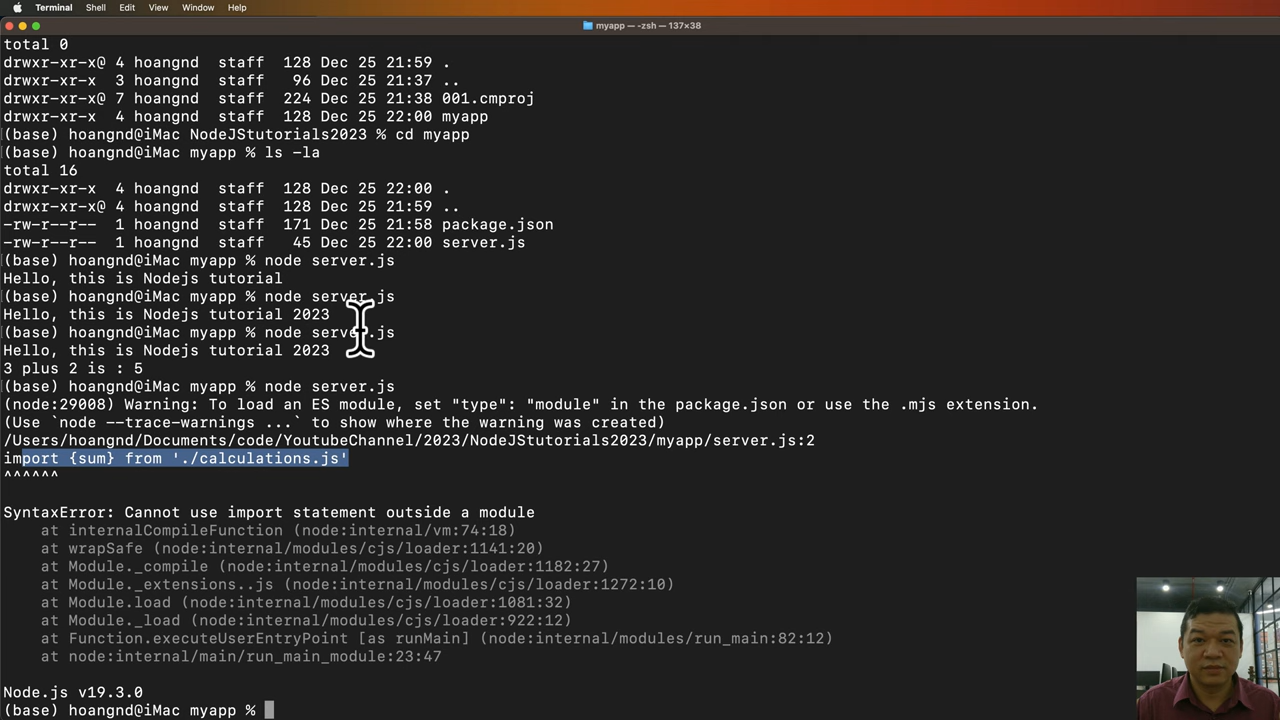 Terminal Shell Edit View Window Help
myapp — -zsh — 137×38
total 0
drwxr-xr-x@ 4 hoangnd  staff  128 Dec 25 21:59 .
drwxr-xr-x  3 hoangnd  staff   96 Dec 25 21:37 ..
drwxr-xr-x@ 7 hoangnd  staff  224 Dec 25 21:38 001.cmproj
drwxr-xr-x  4 hoangnd  staff  128 Dec 25 22:00 myapp
(base) hoangnd@iMac NodeJStutorials2023 % cd myapp
(base) hoangnd@iMac myapp % ls -la
total 16
drwxr-xr-x  4 hoangnd  staff  128 Dec 25 22:00 .
drwxr-xr-x@ 4 hoangnd  staff  128 Dec 25 21:59 ..
-rw-r--r--  1 hoangnd  staff  171 Dec 25 21:58 package.json
-rw-r--r--  1 hoangnd  staff   45 Dec 25 22:00 server.js
(base) hoangnd@iMac myapp % node server.js
Hello, this is Nodejs tutorial
(base) hoangnd@iMac myapp % node server.js
Hello, this is Nodejs tutorial 2023
(base) hoangnd@iMac myapp % node server.js
Hello, this is Nodejs tutorial 2023
3 plus 2 is : 5
(base) hoangnd@iMac myapp % node server.js
(node:29008) Warning: To load an ES module, set "type": "module" in the package.json or use the .mjs extension.
(Use `node --trace-warnings ...` to show where the warning was created)
/Users/hoangnd/Documents/code/YoutubeChannel/2023/NodeJStutorials2023/myapp/server.js:2
import {sum} from './calculations.js'
^^^^^^
SyntaxError: Cannot use import statement outside a module
    at internalCompileFunction (node:internal/vm:74:18)
    at wrapSafe (node:internal/modules/cjs/loader:1141:20)
    at Module._compile (node:internal/modules/cjs/loader:1182:27)
    at Module._extensions..js (node:internal/modules/cjs/loader:1272:10)
    at Module.load (node:internal/modules/cjs/loader:1081:32)
    at Module._load (node:internal/modules/cjs/loader:922:12)
    at Function.executeUserEntryPoint [as runMain] (node:internal/modules/run_main:82:12)
    at node:internal/main/run_main_module:23:47
Node.js v19.3.0
(base) hoangnd@iMac myapp %